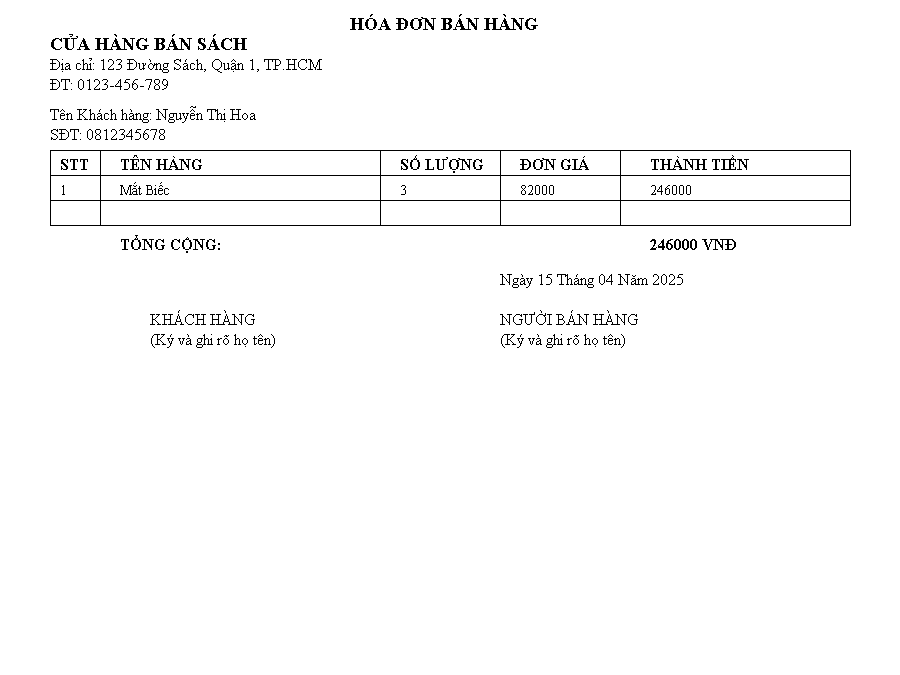 HÓA ĐƠN BÁN HÀNG
CỬA HÀNG BÁN SÁCH
Địa chỉ: 123 Đường Sách, Quận 1, TP.HCM
ĐT: 0123-456-789
Tên Khách hàng: Nguyễn Thị Hoa
SĐT: 0812345678
STT TÊN HÀNG SỐ LƯỢNG ĐƠN GIÁ THÀNH TIỀN
1 Mắt Biếc 3 82000 246000
TỔNG CỘNG: 246000 VNĐ
Ngày 15 Tháng 04 Năm 2025
KHÁCH HÀNG NGƯỜI BÁN HÀNG
(Ký và ghi rõ họ tên) (Ký và ghi rõ họ tên)